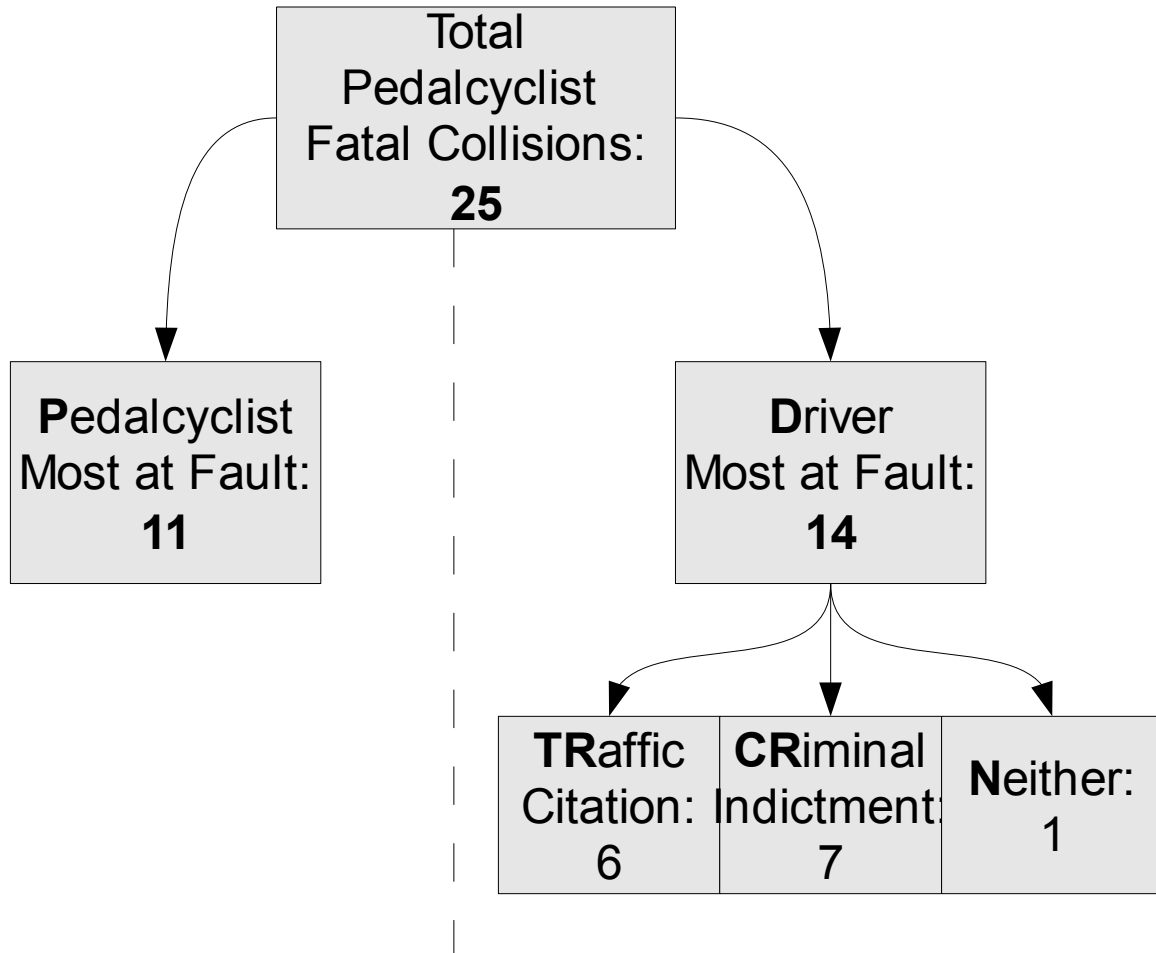 Total
Pedalcyclist
Fatal Collisions:
25
Pedalcyclist
Most at Fault:
11
Driver
Most at Fault:
14
TRaffic
Citation:
6
CRiminal
Indictment:
7
Neither:
1